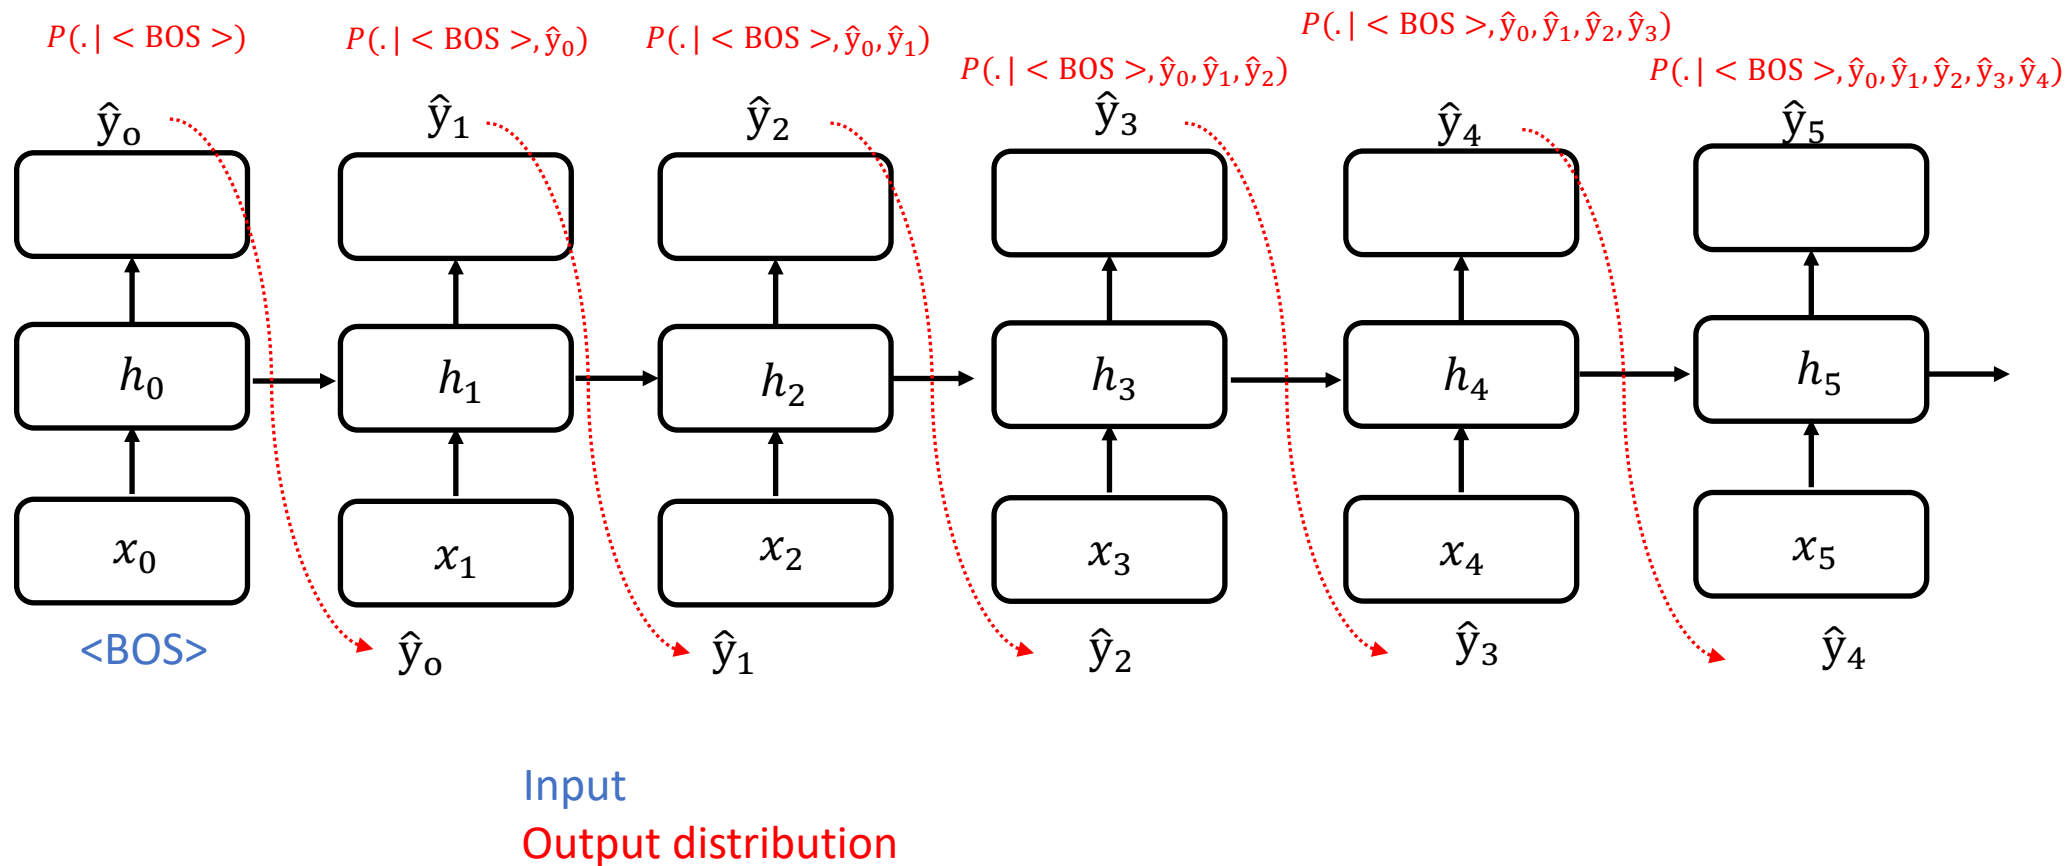 P(.| < BOS >)
P(.| < BOS >, ŷ₀)
P(.| < BOS >, ŷ₀, ŷ₁)
P(.| < BOS >, ŷ₀, ŷ₁, ŷ₂)
P(.| < BOS >, ŷ₀, ŷ₁, ŷ₂, ŷ₃)
P(.| < BOS >, ŷ₀, ŷ₁, ŷ₂, ŷ₃, ŷ₄)
ŷₒ
ŷ₁
ŷ₂
ŷ₃
ŷ₄
ŷ₅
h₀
h₁
h₂
h₃
h₄
h₅
x₀
x₁
x₂
x₃
x₄
x₅
<BOS>
ŷₒ
ŷ₁
ŷ₂
ŷ₃
ŷ₄
Input
Output distribution